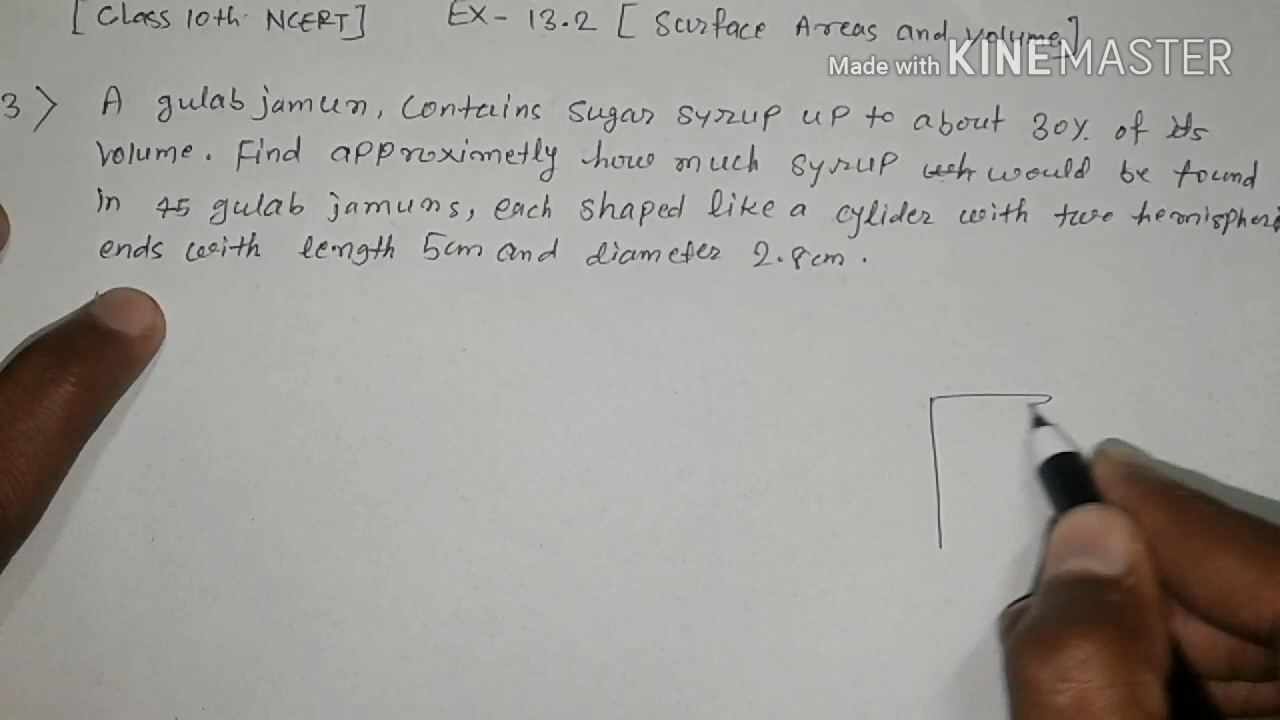 [Class 10th NCERT] EX- 13.2 [Surface Areas and Volume]
Made with KINEMASTER
3> A gulab jamun, contains sugar syrup up to about 30% of its
volume. Find approximetly how much syrup would be found
in 45 gulab jamuns, each shaped like a cylider with two hemispheri
ends with length 5cm and diameter 2.8cm.